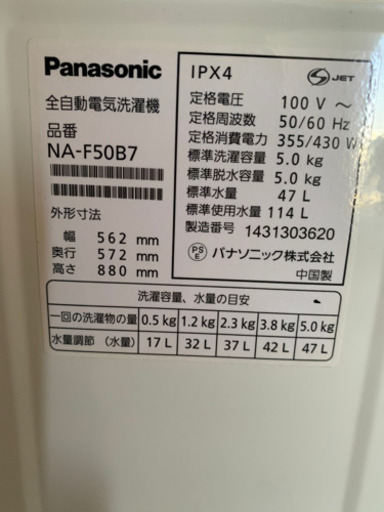 Panasonic
全自動電気洗濯機
品番
NA-F50B7
外形寸法
幅 562 mm
奥行 572 mm
高さ 880 mm
IPX4
S JET
定格電圧 100 V ～
定格周波数 50/60 Hz
定格消費電力 355/430 W
標準洗濯容量 5.0 kg
標準脱水容量 5.0 kg
標準水量 47 L
標準使用水量 114 L
製造番号 1431303620
PS E パナソニック株式会社
中国製
洗濯容量、水量の目安
一回の洗濯物の量 0.5 kg 1.2 kg 2.3 kg 3.8 kg 5.0 kg
水量調節 (水量) 17 L 32 L 37 L 42 L 47 L